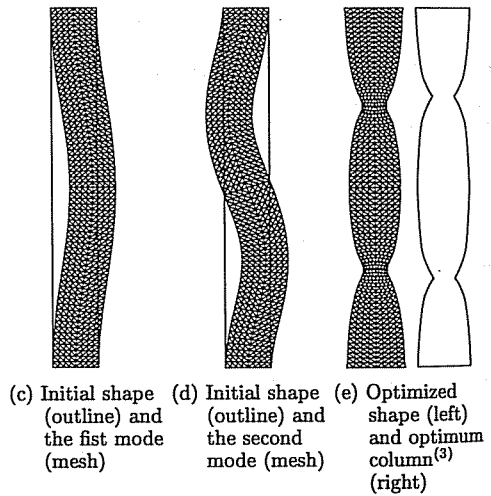 (c) Initial shape
(outline) and
the fist mode
(mesh)
(d) Initial shape
(outline) and
the second
mode (mesh)
(e) Optimized
shape (left)
and optimum
column(3)
(right)